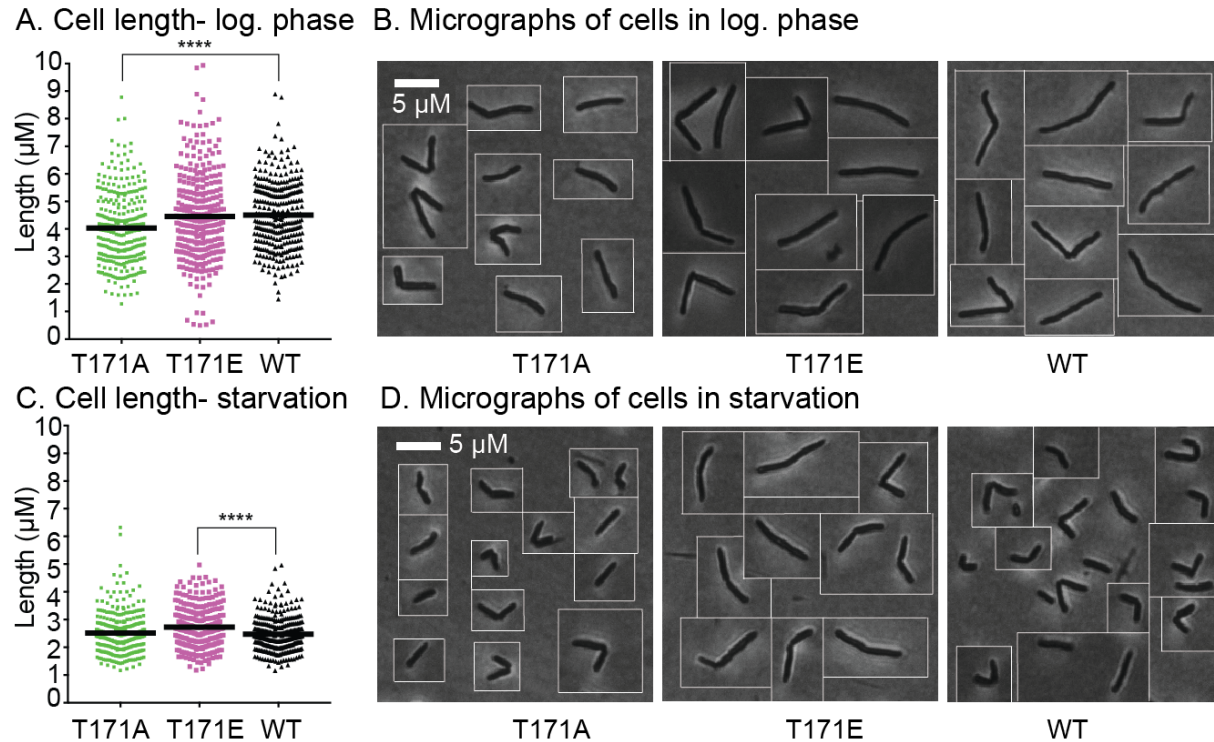 A. Cell length- log. phase
B. Micrographs of cells in log. phase
****
10
9
8
7
6
5
4
3
2
1
0
Length (µM)
T171A T171E WT
5 µM
T171A T171E WT
C. Cell length- starvation
D. Micrographs of cells in starvation
10
9
8
7
6
5
4
3
2
1
0
Length (µM)
****
T171A T171E WT
5 µM
T171A T171E WT